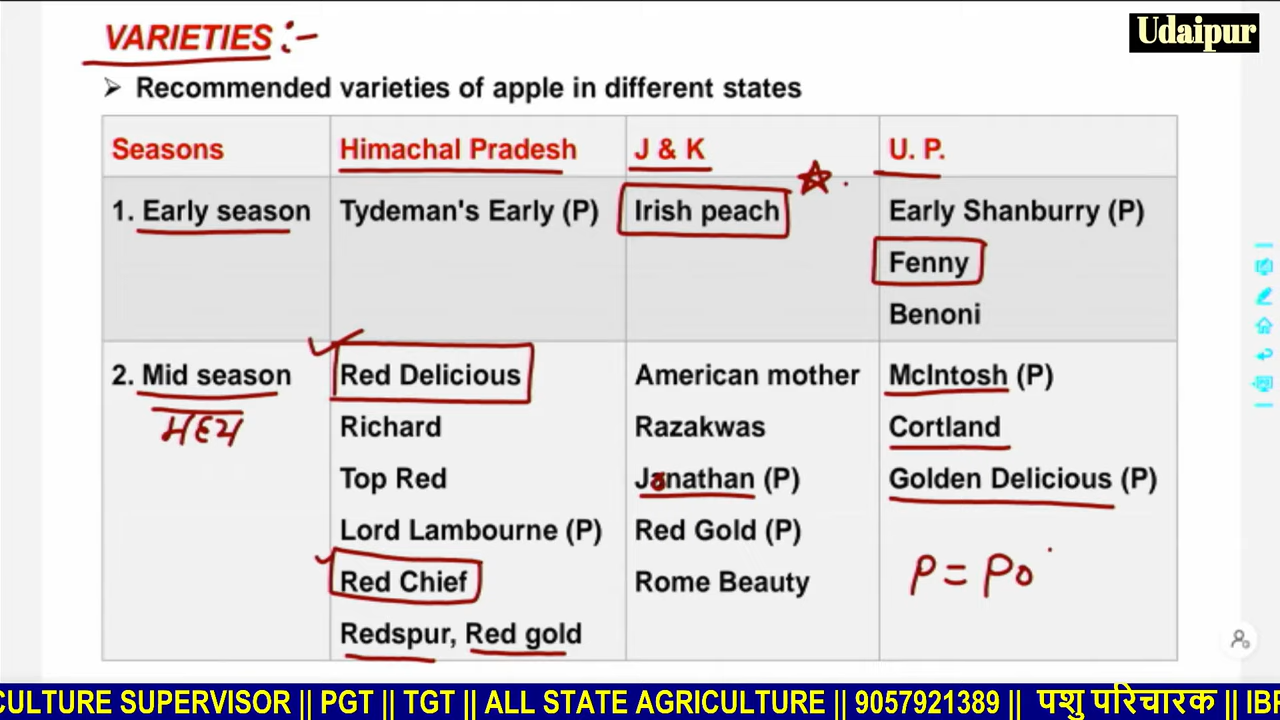 VARIETIES :-
Udaipur
➢ Recommended varieties of apple in different states
Seasons Himachal Pradesh J & K U. P.
1. Early season Tydeman's Early (P) Irish peach Early Shanburry (P)
Fenny
Benoni
2. Mid season Red Delicious American mother McIntosh (P)
मध्य Richard Razakwas Cortland
Top Red Jonathan (P) Golden Delicious (P)
Lord Lambourne (P) Red Gold (P)
P = Po
Red Chief Rome Beauty
Redspur, Red gold
CULTURE SUPERVISOR || PGT || TGT || ALL STATE AGRICULTURE || 9057921389 || पशु परिचारक || IB